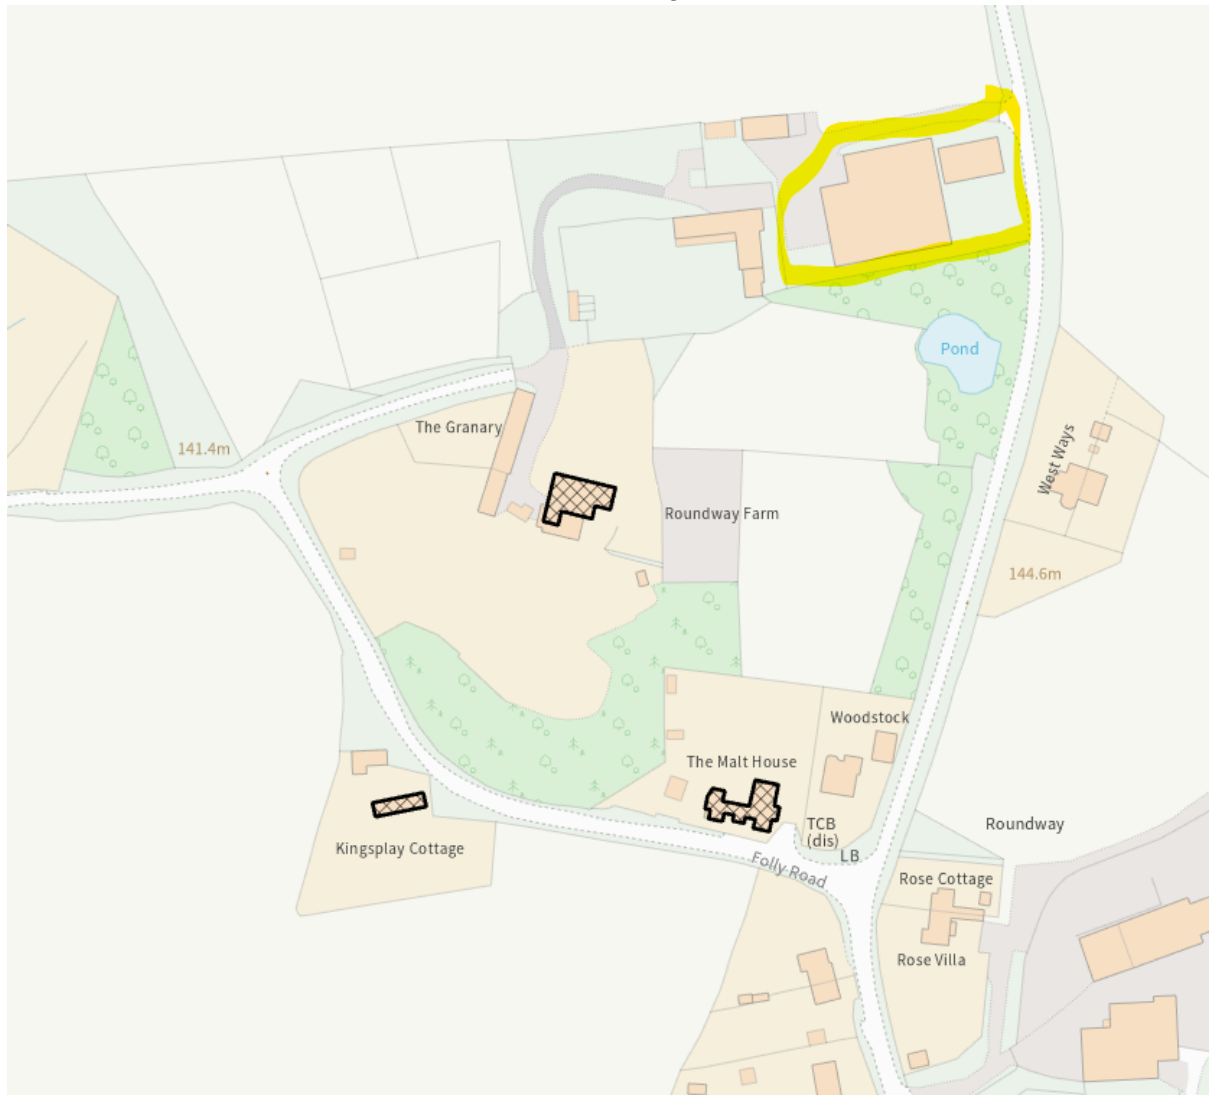 Pond
The Granary
141.4m
West Ways
Roundway Farm
144.6m
Woodstock
The Malt House
TCB
(dis)
Roundway
LB
Kingsplay Cottage
Folly Road
Rose Cottage
Rose Villa